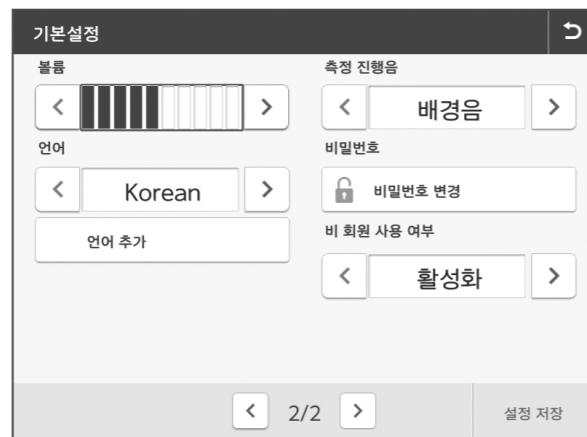 기본설정
볼륨
언어
Korean
언어 추가
측정 진행음
배경음
비밀번호
비밀번호 변경
비 회원 사용 여부
활성화
2/2
설정 저장